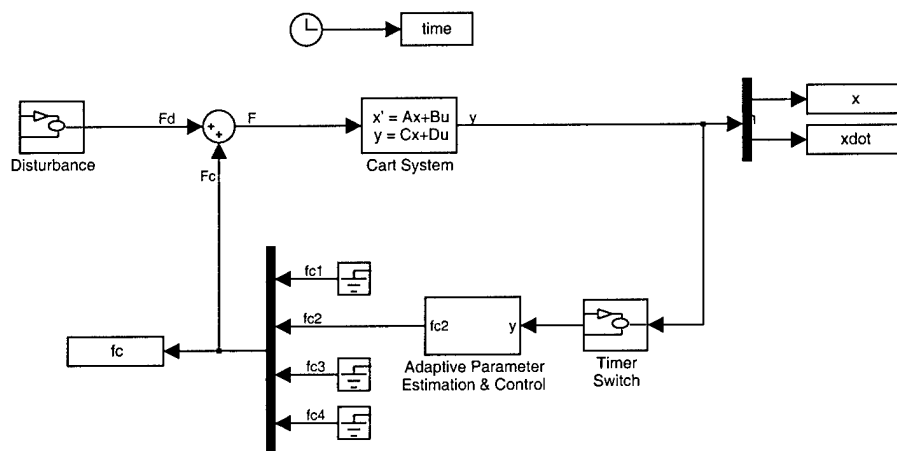 time
Fd
+
+
F
x' = Ax+Bu
y = Cx+Du
y
x
xdot
Disturbance
Cart System
Fc
fc1
fc2
fc2
y
fc
Adaptive Parameter
Estimation & Control
Timer
Switch
fc3
fc4